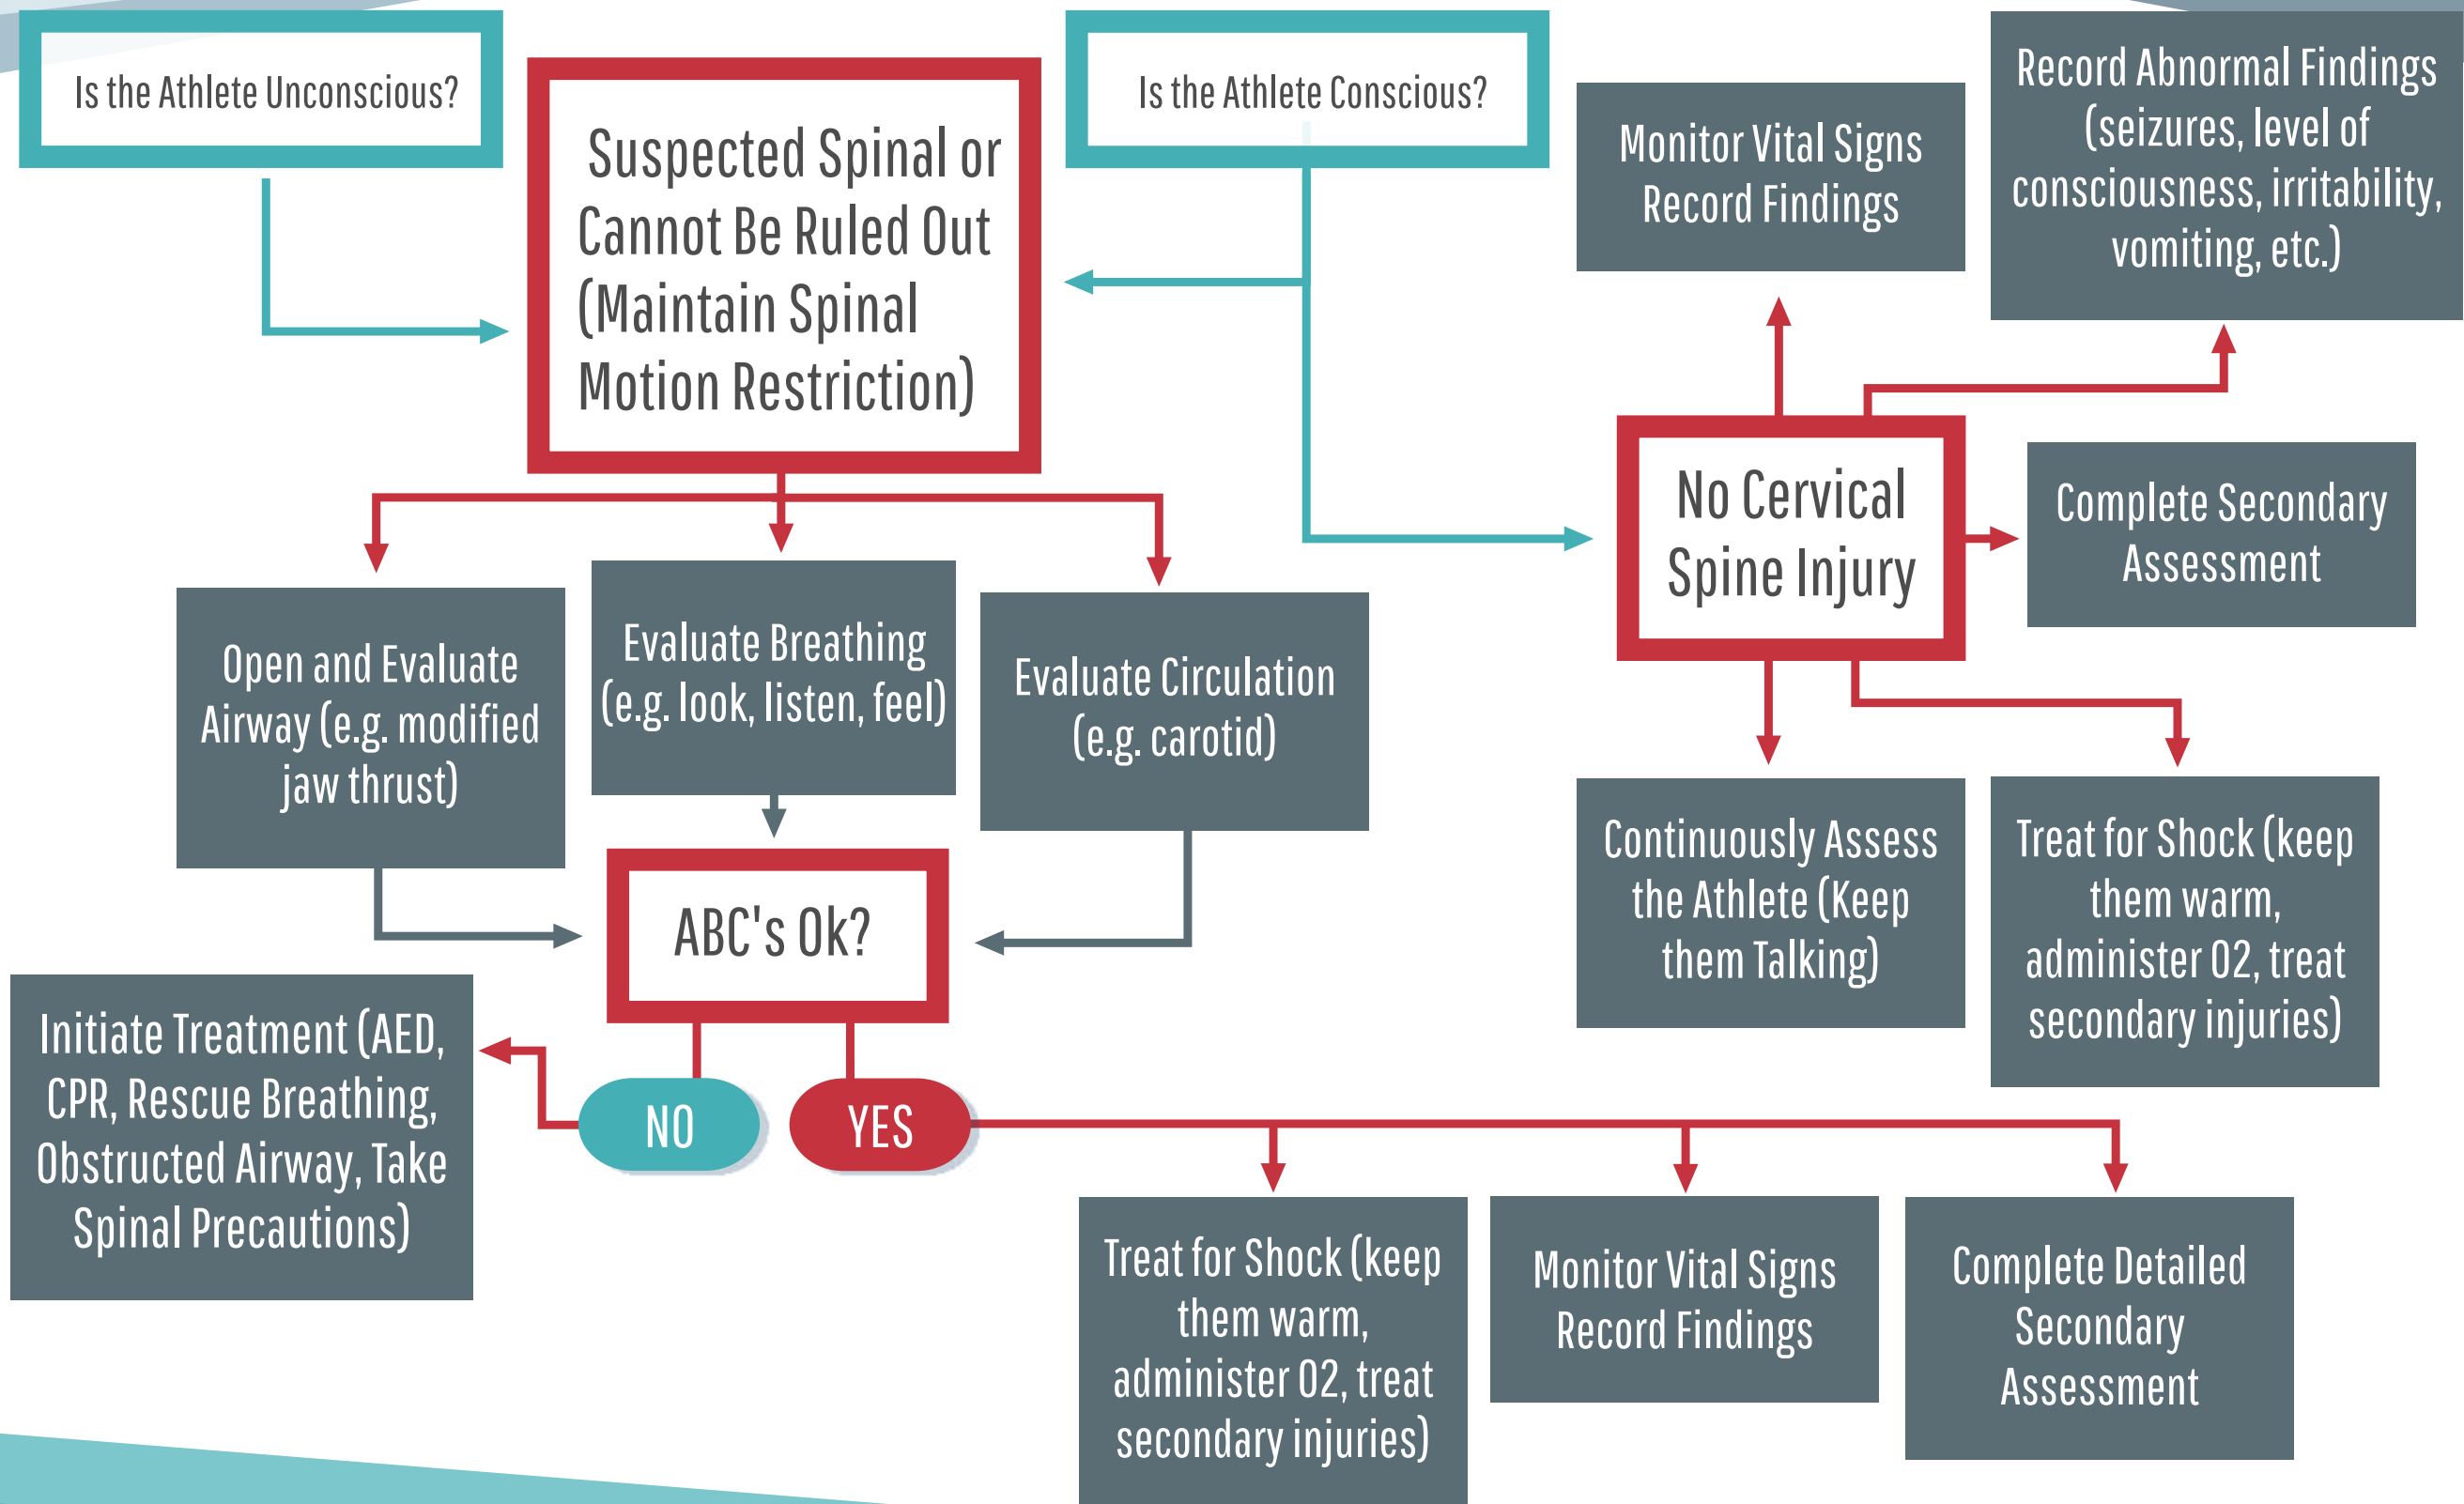 Is the Athlete Unconscious?
Suspected Spinal or
Cannot Be Ruled Out
(Maintain Spinal
Motion Restriction)
Is the Athlete Conscious?
Monitor Vital Signs
Record Findings
Record Abnormal Findings
(seizures, level of
consciousness, irritability,
vomiting, etc.)
No Cervical
Spine Injury
Complete Secondary
Assessment
Open and Evaluate
Airway (e.g. modified
jaw thrust)
Evaluate Breathing
(e.g. look, listen, feel)
Evaluate Circulation
(e.g. carotid)
Continuously Assess
the Athlete (Keep
them Talking)
Treat for Shock (keep
them warm,
administer O2, treat
secondary injuries)
ABC's Ok?
Initiate Treatment (AED,
CPR, Rescue Breathing,
Obstructed Airway, Take
Spinal Precautions)
NO
YES
Treat for Shock (keep
them warm,
administer O2, treat
secondary injuries)
Monitor Vital Signs
Record Findings
Complete Detailed
Secondary
Assessment